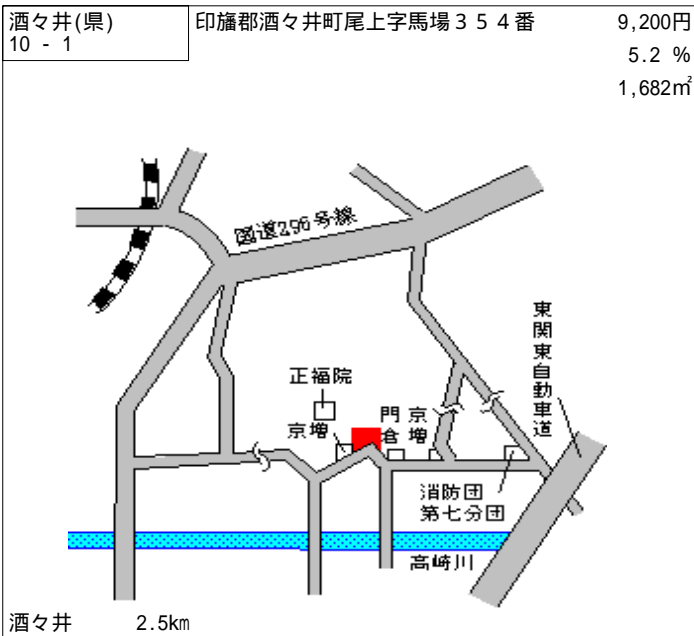 酒々井(県)
10 - 1
印旛郡酒々井町尾上字馬場３５４番
9,200円
5.2 %
1,682㎡
国道296号線
東関東自動車道
正福院
京増
門倉
京増
消防団
第七分団
高崎川
酒々井 2.5km